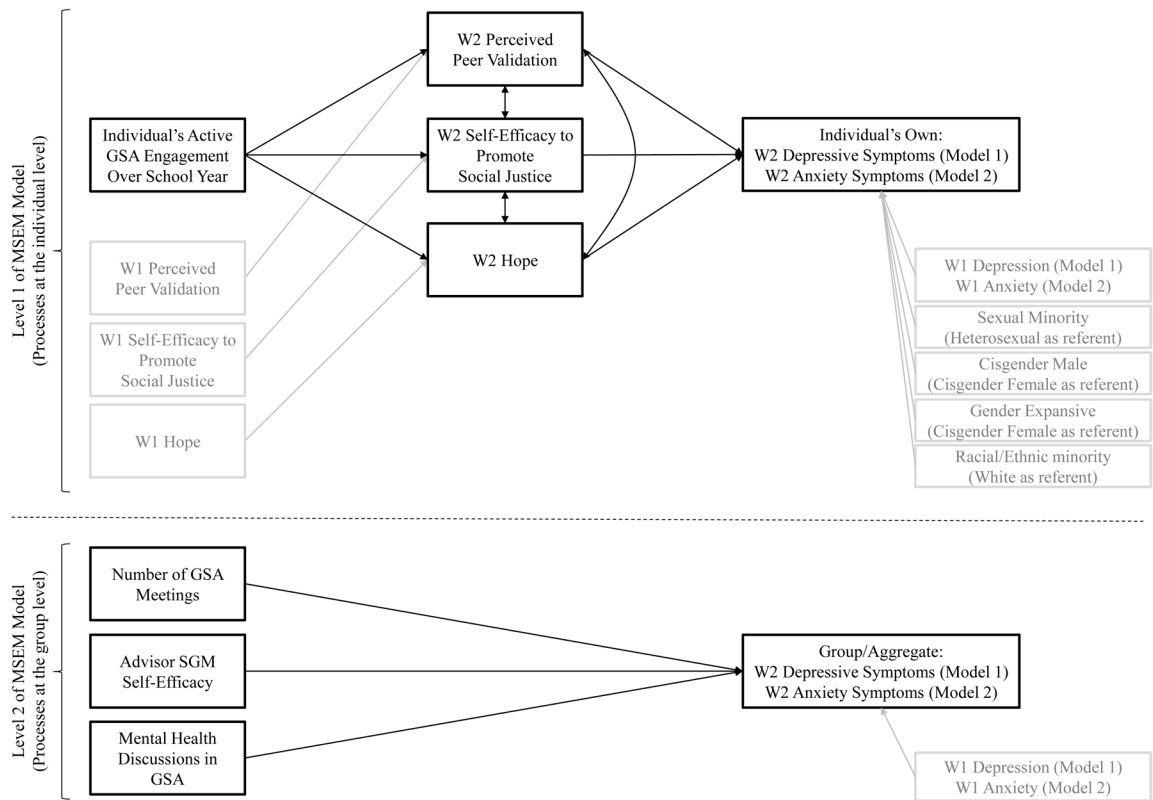 Level 1 of MSEM Model
(Processes at the individual level)
W2 Perceived
Peer Validation
Individual's Active
GSA Engagement
Over School Year
W2 Self-Efficacy to
Promote
Social Justice
Individual's Own:
W2 Depressive Symptoms (Model 1)
W2 Anxiety Symptoms (Model 2)
W2 Hope
W1 Perceived
Peer Validation
W1 Self-Efficacy to
Promote
Social Justice
W1 Hope
W1 Depression (Model 1)
W1 Anxiety (Model 2)
Sexual Minority
(Heterosexual as referent)
Cisgender Male
(Cisgender Female as referent)
Gender Expansive
(Cisgender Female as referent)
Racial/Ethnic minority
(White as referent)
Level 2 of MSEM Model
(Processes at the group level)
Number of GSA
Meetings
Advisor SGM
Self-Efficacy
Mental Health
Discussions in
GSA
Group/Aggregate:
W2 Depressive Symptoms (Model 1)
W2 Anxiety Symptoms (Model 2)
W1 Depression (Model 1)
W1 Anxiety (Model 2)